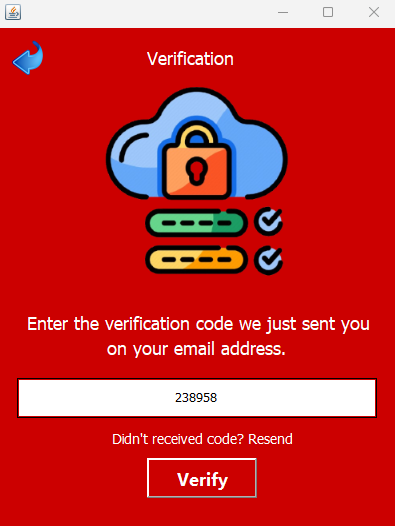 Verification
Enter the verification code we just sent you
on your email address.
238958
Didn't received code? Resend
Verify